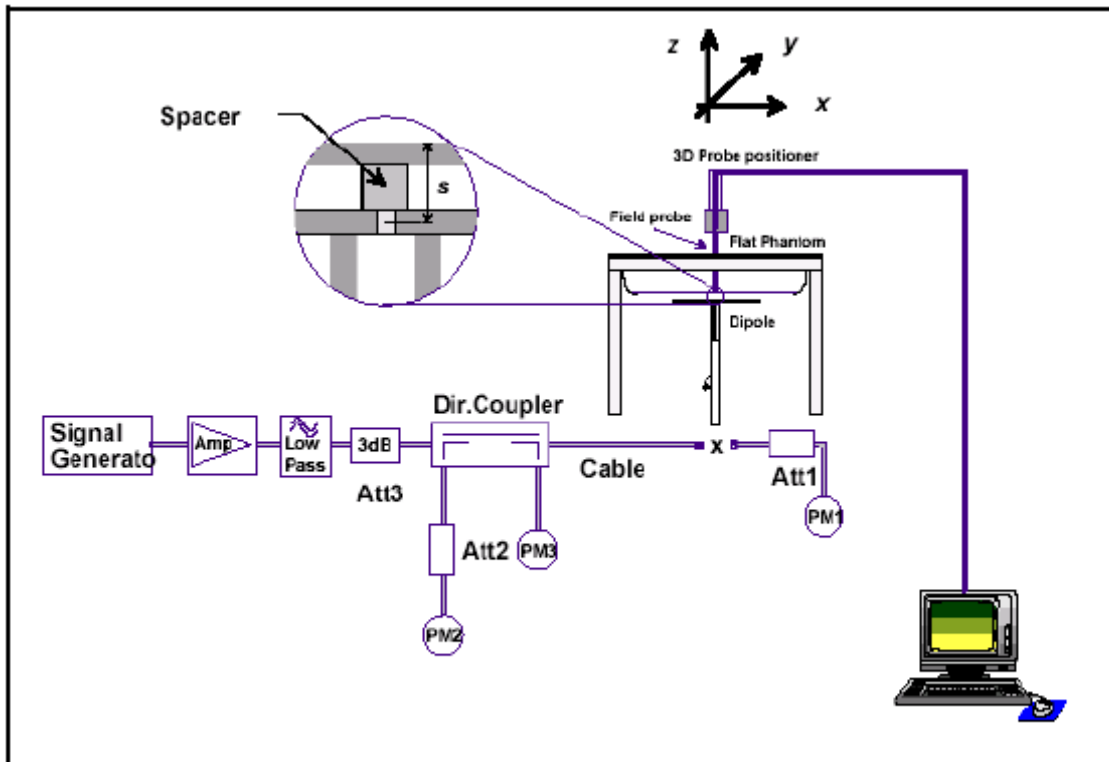 z
y
x
Spacer
s
3D Probe positioner
Field probe
Flat Phantom
Dipole
Dir.Coupler
Signal
Generato
Amp
Low
Pass
3dB
Att3
Cable
x
Att1
PM1
Att2
PM3
PM2